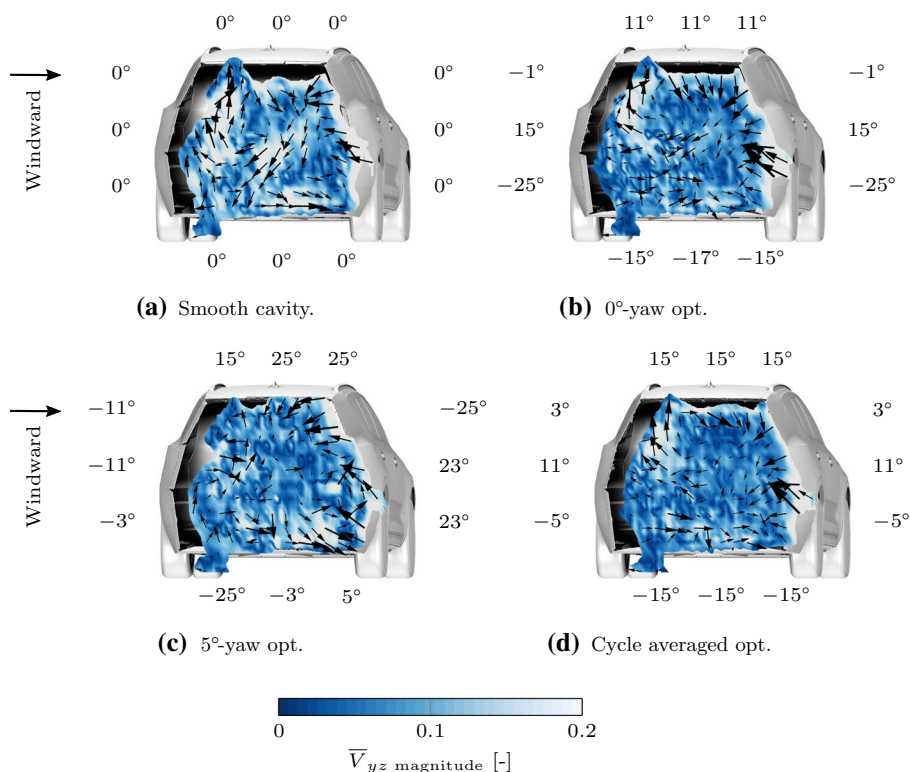 0° 0° 0° 11° 11° 11°
0° 0° −1° −1°
0° 0° 15° 15°
0° 0° −25° −25°
Windward
0° 0° 0° −15° −17° −15°
(a) Smooth cavity. (b) 0°-yaw opt.
15° 25° 25° 15° 15° 15°
−11° −25° 3° 3°
−11° 23° 11° 11°
−3° 23° −5° −5°
Windward
−25° −3° 5° −15° −15° −15°
(c) 5°-yaw opt. (d) Cycle averaged opt.
0 0.1 0.2
V̅yz magnitude [-]